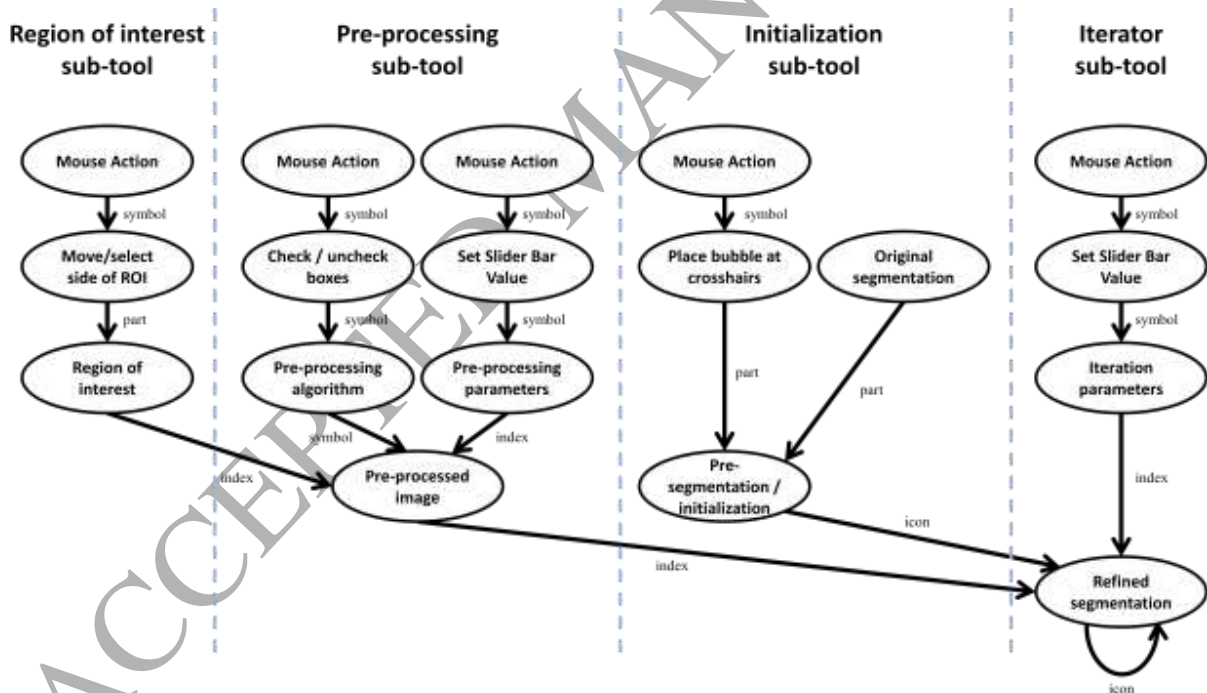 Region of interest
sub-tool
Pre-processing
sub-tool
Initialization
sub-tool
Iterator
sub-tool
Mouse Action
Mouse Action
Mouse Action
Mouse Action
Mouse Action
symbol
symbol
symbol
symbol
symbol
Move/select
side of ROI
Check / uncheck
boxes
Set Slider Bar
Value
Place bubble at
crosshairs
Original
segmentation
Set Slider Bar
Value
part
symbol
symbol
symbol
Region of
interest
Pre-processing
algorithm
Pre-processing
parameters
part
part
Iteration
parameters
symbol
index
index
Pre-processed
image
Pre-
segmentation /
initialization
index
icon
index
Refined
segmentation
icon
ACCEPTED MAN